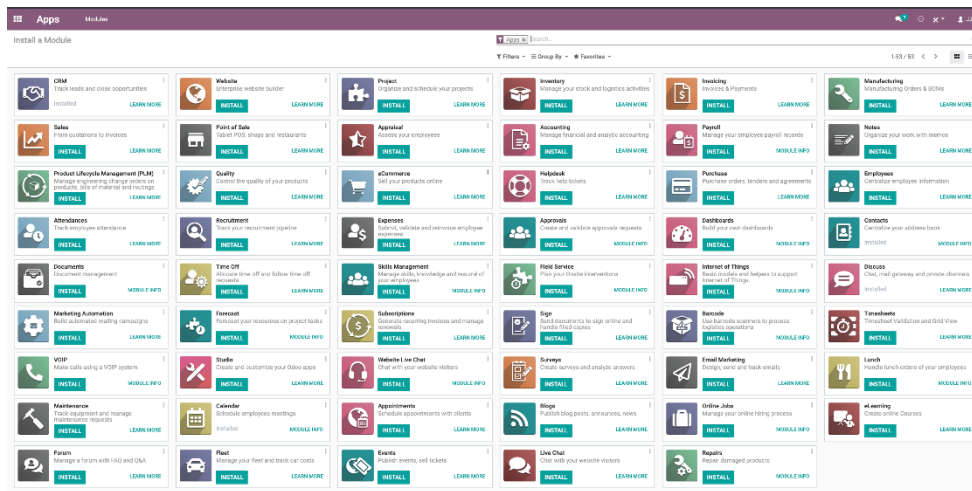 Apps Modules
Install a Module
Apps Search...
Filters Group By Favorites 1-53 / 53
CRM
Track leads and close opportunities
Installed LEARN MORE
Website
Enterprise website builder
INSTALL LEARN MORE
Project
Organize and schedule your projects
INSTALL LEARN MORE
Inventory
Manage your stock and logistics activities
INSTALL LEARN MORE
Invoicing
Invoices & Payments
INSTALL LEARN MORE
Manufacturing
Manufacturing Orders & BOMs
INSTALL LEARN MORE
Sales
From quotations to invoices
INSTALL LEARN MORE
Point of Sale
Tablet POS: shops and restaurants
INSTALL LEARN MORE
Appraisal
Assess your employees
INSTALL LEARN MORE
Accounting
Manage financial and analytic accounting
INSTALL LEARN MORE
Payroll
Manage your employee payroll records
INSTALL MODULE INFO
Notes
Organize your work with memos
INSTALL LEARN MORE
Product Lifecycle Management (PLM)
Manage engineering change orders on
products, bills of material and routings
INSTALL LEARN MORE
Quality
Control the quality of your products
INSTALL LEARN MORE
eCommerce
Sell your products online
INSTALL LEARN MORE
Helpdesk
Track help tickets
INSTALL LEARN MORE
Purchase
Purchase orders, tenders and agreements
INSTALL LEARN MORE
Employees
Centralize employee information
INSTALL LEARN MORE
Attendances
Track employee attendance
INSTALL LEARN MORE
Recruitment
Track your recruitment pipeline
INSTALL LEARN MORE
Expenses
Submit, validate and reinvoice employee
expenses
INSTALL LEARN MORE
Approvals
Create and validate approvals requests
INSTALL MODULE INFO
Dashboards
Build your own dashboards
INSTALL MODULE INFO
Contacts
Centralize your address book
Installed MODULE INFO
Documents
Document management
INSTALL MODULE INFO
Time Off
Allocate time off and follow time off
requests
INSTALL LEARN MORE
Skills Management
Manage skills, knowledge and resumé of
your employees
INSTALL MODULE INFO
Field Service
Plan your Onsite interventions
INSTALL MODULE INFO
Internet of Things
Basic models and helpers to support
Internet of Things
INSTALL LEARN MORE
Discuss
Chat, mail gateway and private channels
Installed LEARN MORE
Marketing Automation
Build automated mailing campaigns
INSTALL LEARN MORE
Forecast
Forecast your resources on project tasks
INSTALL MODULE INFO
Subscriptions
Generate recurring invoices and manage
renewals
INSTALL LEARN MORE
Sign
Send documents to sign online and
handle filled copies
INSTALL LEARN MORE
Barcode
Use barcode scanners to process
logistics operations
INSTALL MODULE INFO
Timesheets
Timesheet Validation and Grid View
INSTALL LEARN MORE
VOIP
Make calls using a VOIP system
INSTALL MODULE INFO
Studio
Create and customize your Odoo apps
INSTALL LEARN MORE
Website Live Chat
Chat with your website visitors
INSTALL MODULE INFO
Surveys
Create surveys and analyze answers
INSTALL LEARN MORE
Email Marketing
Design, send and track emails
INSTALL LEARN MORE
Lunch
Handle lunch orders of your employees
INSTALL MODULE INFO
Maintenance
Track equipment and manage
maintenance requests
INSTALL LEARN MORE
Calendar
Schedule employees meetings
Installed MODULE INFO
Appointments
Schedule appointments with clients
INSTALL LEARN MORE
Blogs
Publish blog posts, announces, news
INSTALL LEARN MORE
Online Jobs
Manage your online hiring process
INSTALL MODULE INFO
eLearning
Create online Courses
INSTALL LEARN MORE
Forum
Manage a forum with FAQ and Q&A
INSTALL LEARN MORE
Fleet
Manage your fleet and track car costs
INSTALL LEARN MORE
Events
Publish events, sell tickets
INSTALL LEARN MORE
Live Chat
Chat with your website visitors
INSTALL LEARN MORE
Repairs
Repair damaged products
INSTALL MODULE INFO